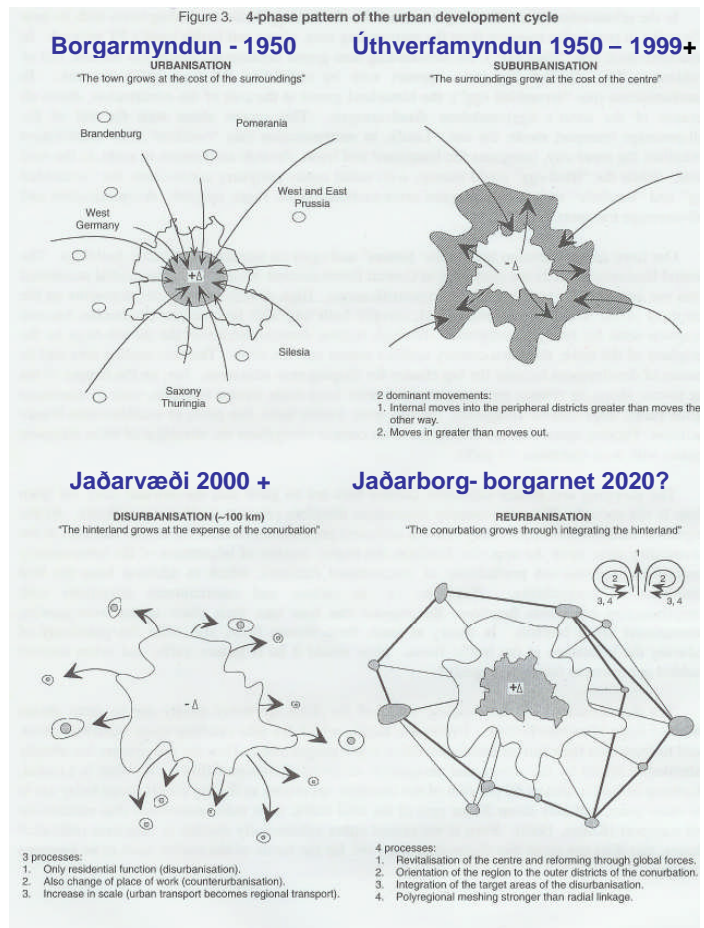 Figure 3. 4-phase pattern of the urban development cycle
Borgarmyndun - 1950
URBANISATION
"The town grows at the cost of the surroundings"
Brandenburg
Pomerania
West and East
Prussia
West
Germany
+Δ
Silesia
Saxony
Thuringia
Úthverfamyndun 1950 – 1999+
SUBURBANISATION
"The surroundings grow at the cost of the centre"
- Δ
2 dominant movements:
1. Internal moves into the peripheral districts greater than moves the
other way.
2. Moves in greater than moves out.
Jaðarvæði 2000 +
DISURBANISATION (~100 km)
"The hinterland grows at the expense of the conurbation"
- Δ
3 processes:
1. Only residential function (disurbanisation).
2. Also change of place of work (counterurbanisation).
3. Increase in scale (urban transport becomes regional transport).
Jaðarborg- borgarnet 2020?
REURBANISATION
"The conurbation grows through integrating the hinterland"
1
2 2
3, 4 3, 4
+Δ
4 processes:
1. Revitalisation of the centre and reforming through global forces.
2. Orientation of the region to the outer districts of the conurbation.
3. Integration of the target areas of the disurbanisation.
4. Polyregional meshing stronger than radial linkage.